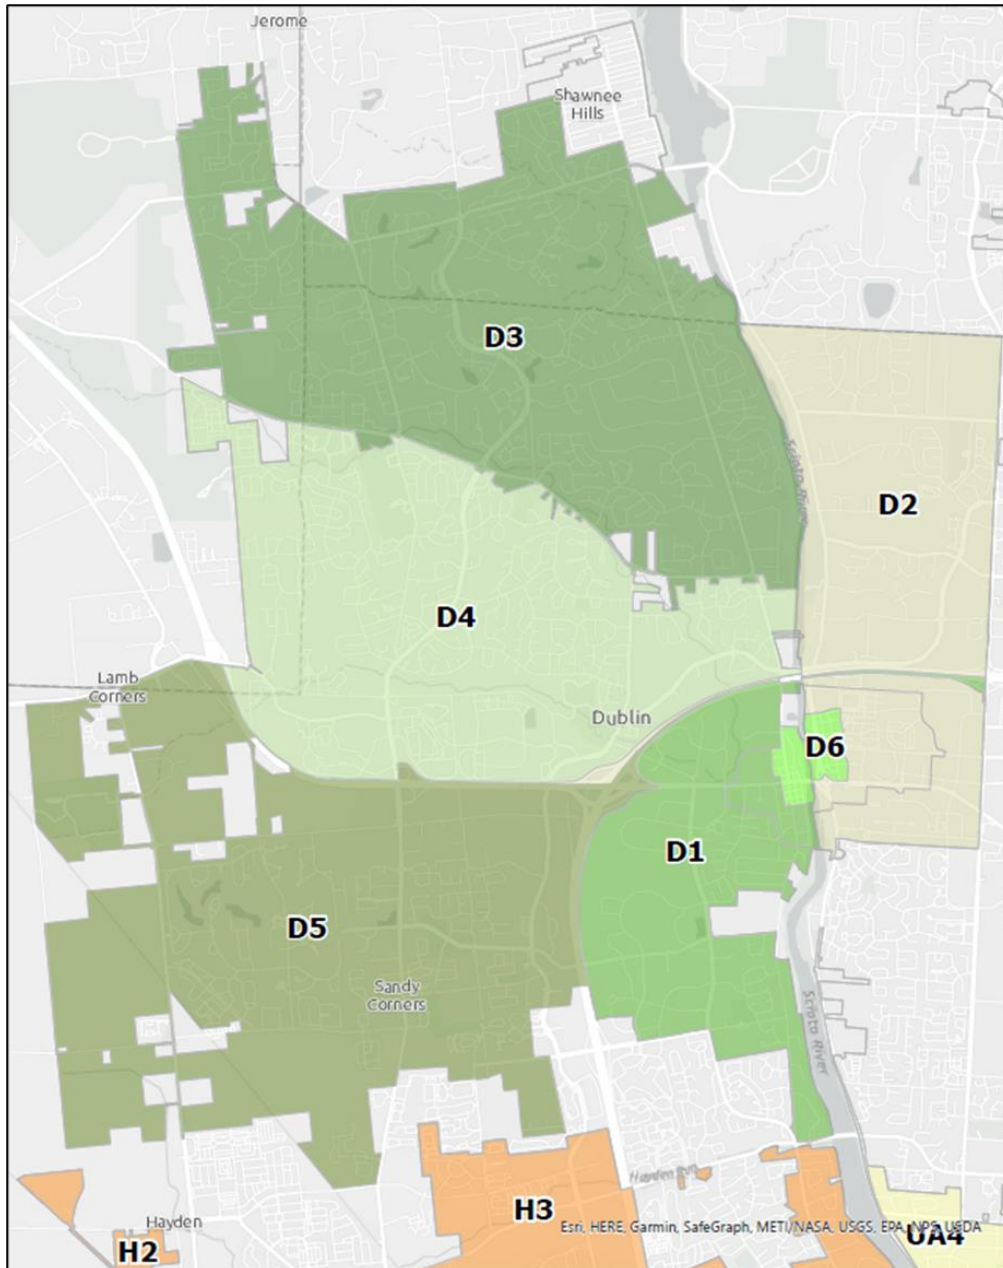 Jerome
Shawnee
Hills
D3
Scioto River
D2
D4
Lamb
Corners
Dublin
D6
D1
D5
Sandy
Corners
Scioto River
Hayden Run
H3
Hayden
H2
UA4
Esri, HERE, Garmin, SafeGraph, METI/NASA, USGS, EPA, NPS, USDA